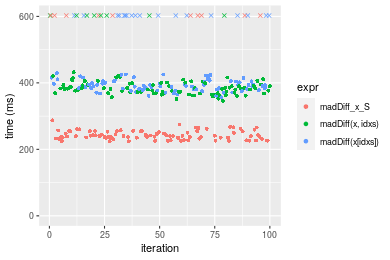 600
400
200
0
time (ms)
0
25
50
75
100
iteration
expr
madDiff_x_S
madDiff(x, idxs)
madDiff(x[idxs])